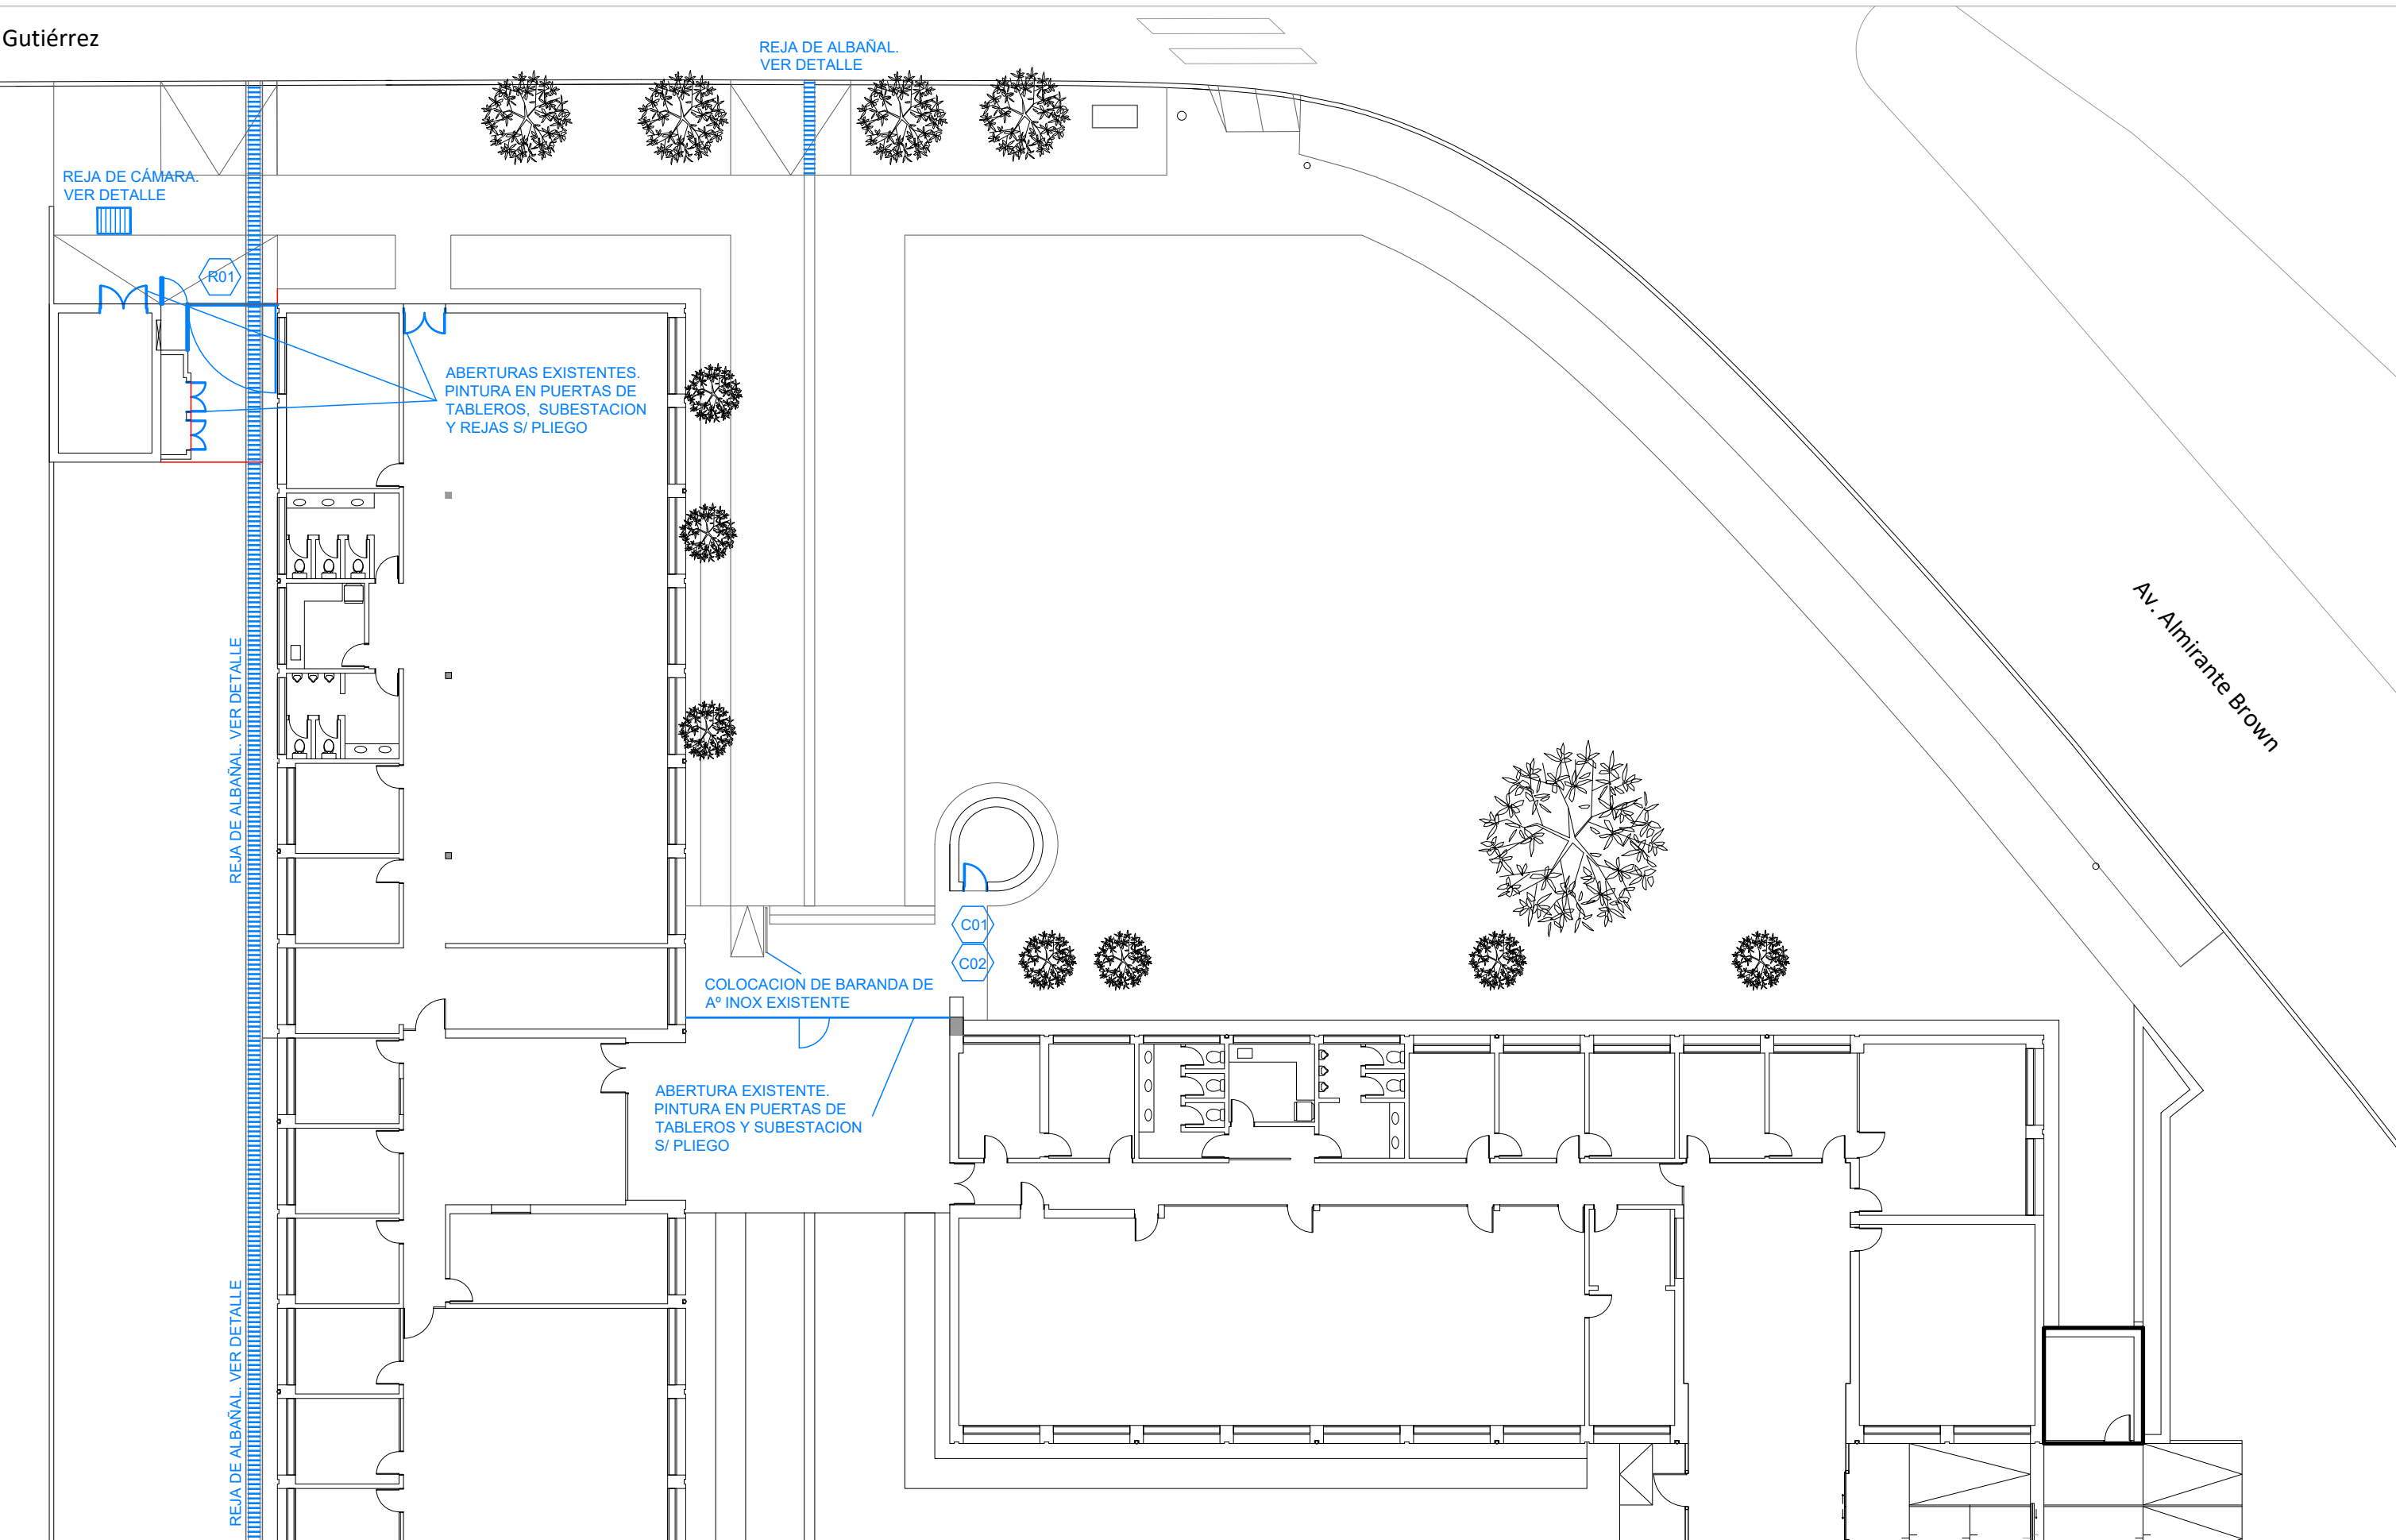 Gutiérrez
REJA DE ALBAÑAL.
VER DETALLE
REJA DE CÁMARA.
VER DETALLE
R01
ABERTURAS EXISTENTES.
PINTURA EN PUERTAS DE
TABLEROS, SUBESTACION
Y REJAS S/ PLIEGO
Av. Almirante Brown
REJA DE ALBAÑAL. VER DETALLE
C01
C02
COLOCACION DE BARANDA DE
Aº INOX EXISTENTE
ABERTURA EXISTENTE.
PINTURA EN PUERTAS DE
TABLEROS Y SUBESTACION
S/ PLIEGO
REJA DE ALBAÑAL. VER DETALLE